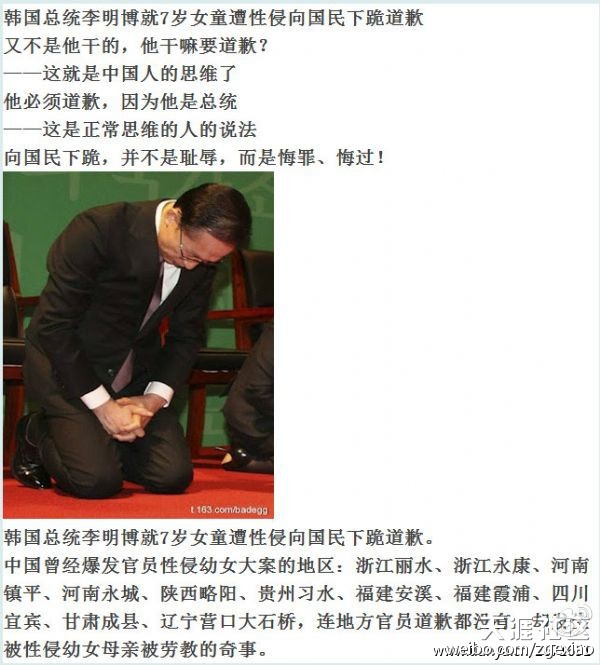 韩国总统李明博就7岁女童遭性侵向国民下跪道歉
又不是他干的，他干嘛要道歉？
——这就是中国人的思维了
他必须道歉，因为他是总统
——这是正常思维的人的说法
向国民下跪，并不是耻辱，而是悔罪、悔过！
t.163.com/badegg
韩国总统李明博就7岁女童遭性侵向国民下跪道歉。
中国曾经爆发官员性侵幼女大案的地区：浙江丽水、浙江永康、河南
镇平、河南永城、陕西略阳、贵州习水、福建安溪、福建霞浦、四川
宜宾、甘肃成县、辽宁营口大石桥，连地方官员道歉都没有，
被性侵幼女母亲被劳教的奇事。
天涯社区